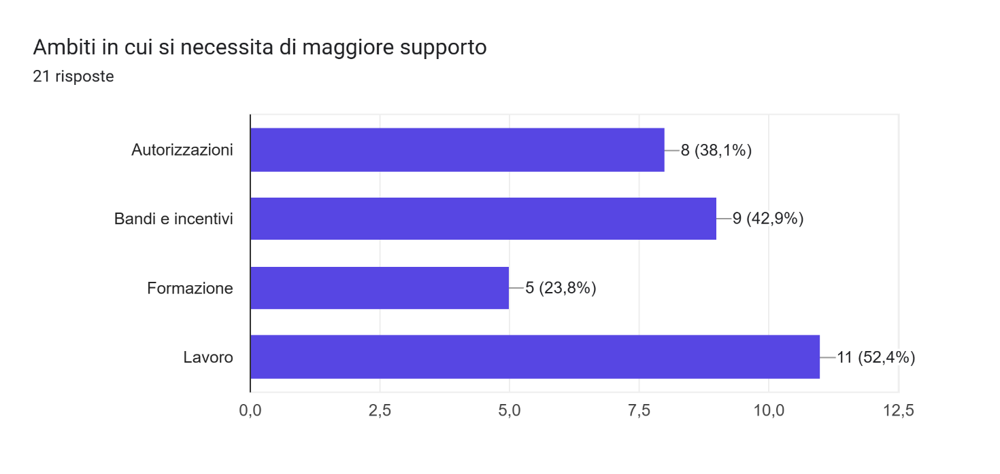 Ambiti in cui si necessita di maggiore supporto
21 risposte
Autorizzazioni
8 (38,1%)
Bandi e incentivi
9 (42,9%)
Formazione
5 (23,8%)
Lavoro
11 (52,4%)
0,0 2,5 5,0 7,5 10,0 12,5